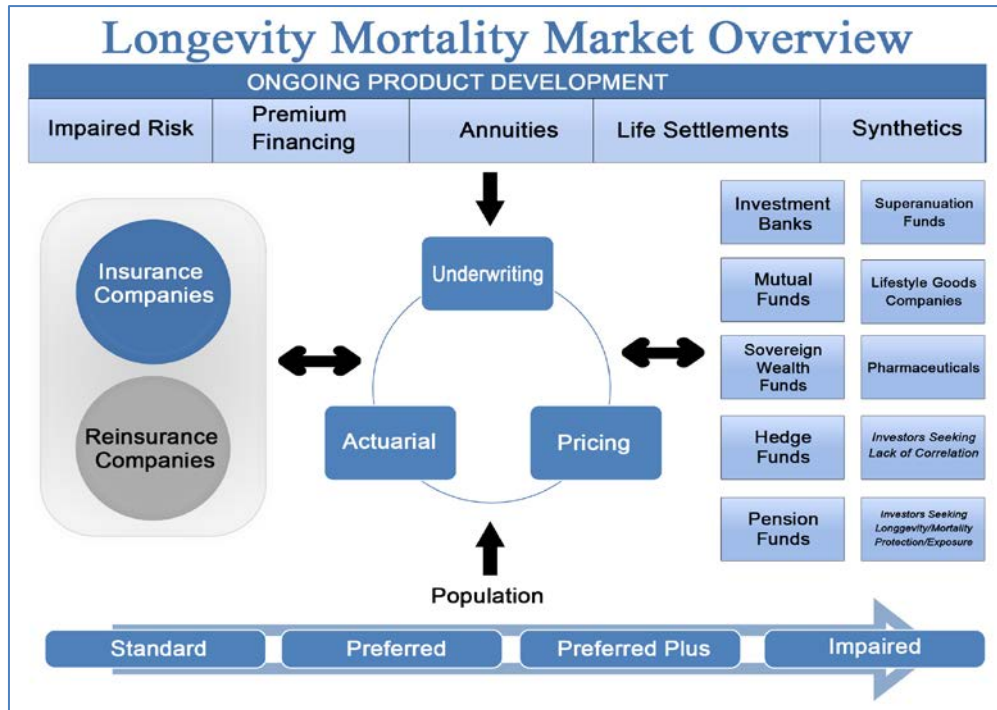 Longevity Mortality Market Overview
ONGOING PRODUCT DEVELOPMENT
Impaired Risk
Premium
Financing
Annuities
Life Settlements
Synthetics
Insurance
Companies
Reinsurance
Companies
Underwriting
Actuarial
Pricing
Investment
Banks
Superanuation
Funds
Mutual
Funds
Lifestyle Goods
Companies
Sovereign
Wealth
Funds
Pharmaceuticals
Hedge
Funds
Investors Seeking
Lack of Correlation
Pension
Funds
Investors Seeking
Longgevity/Mortality
Protection/Exposure
Population
Standard
Preferred
Preferred Plus
Impaired